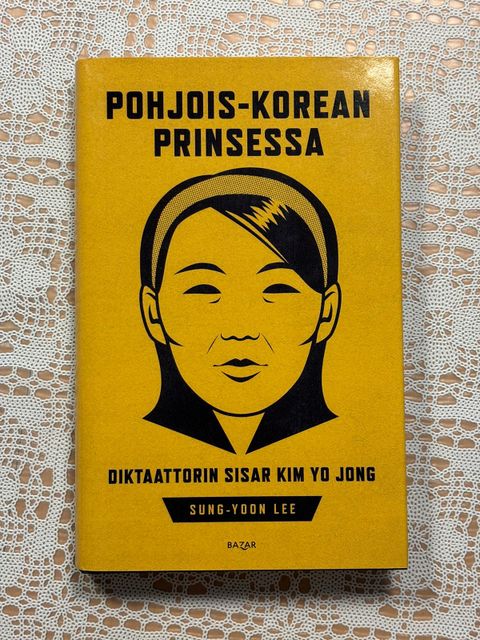 POHJOIS-KOREAN
PRINSESSA
DIKTAATTORIN SISAR KIM YO JONG
SUNG-YOON LEE
BAZAR